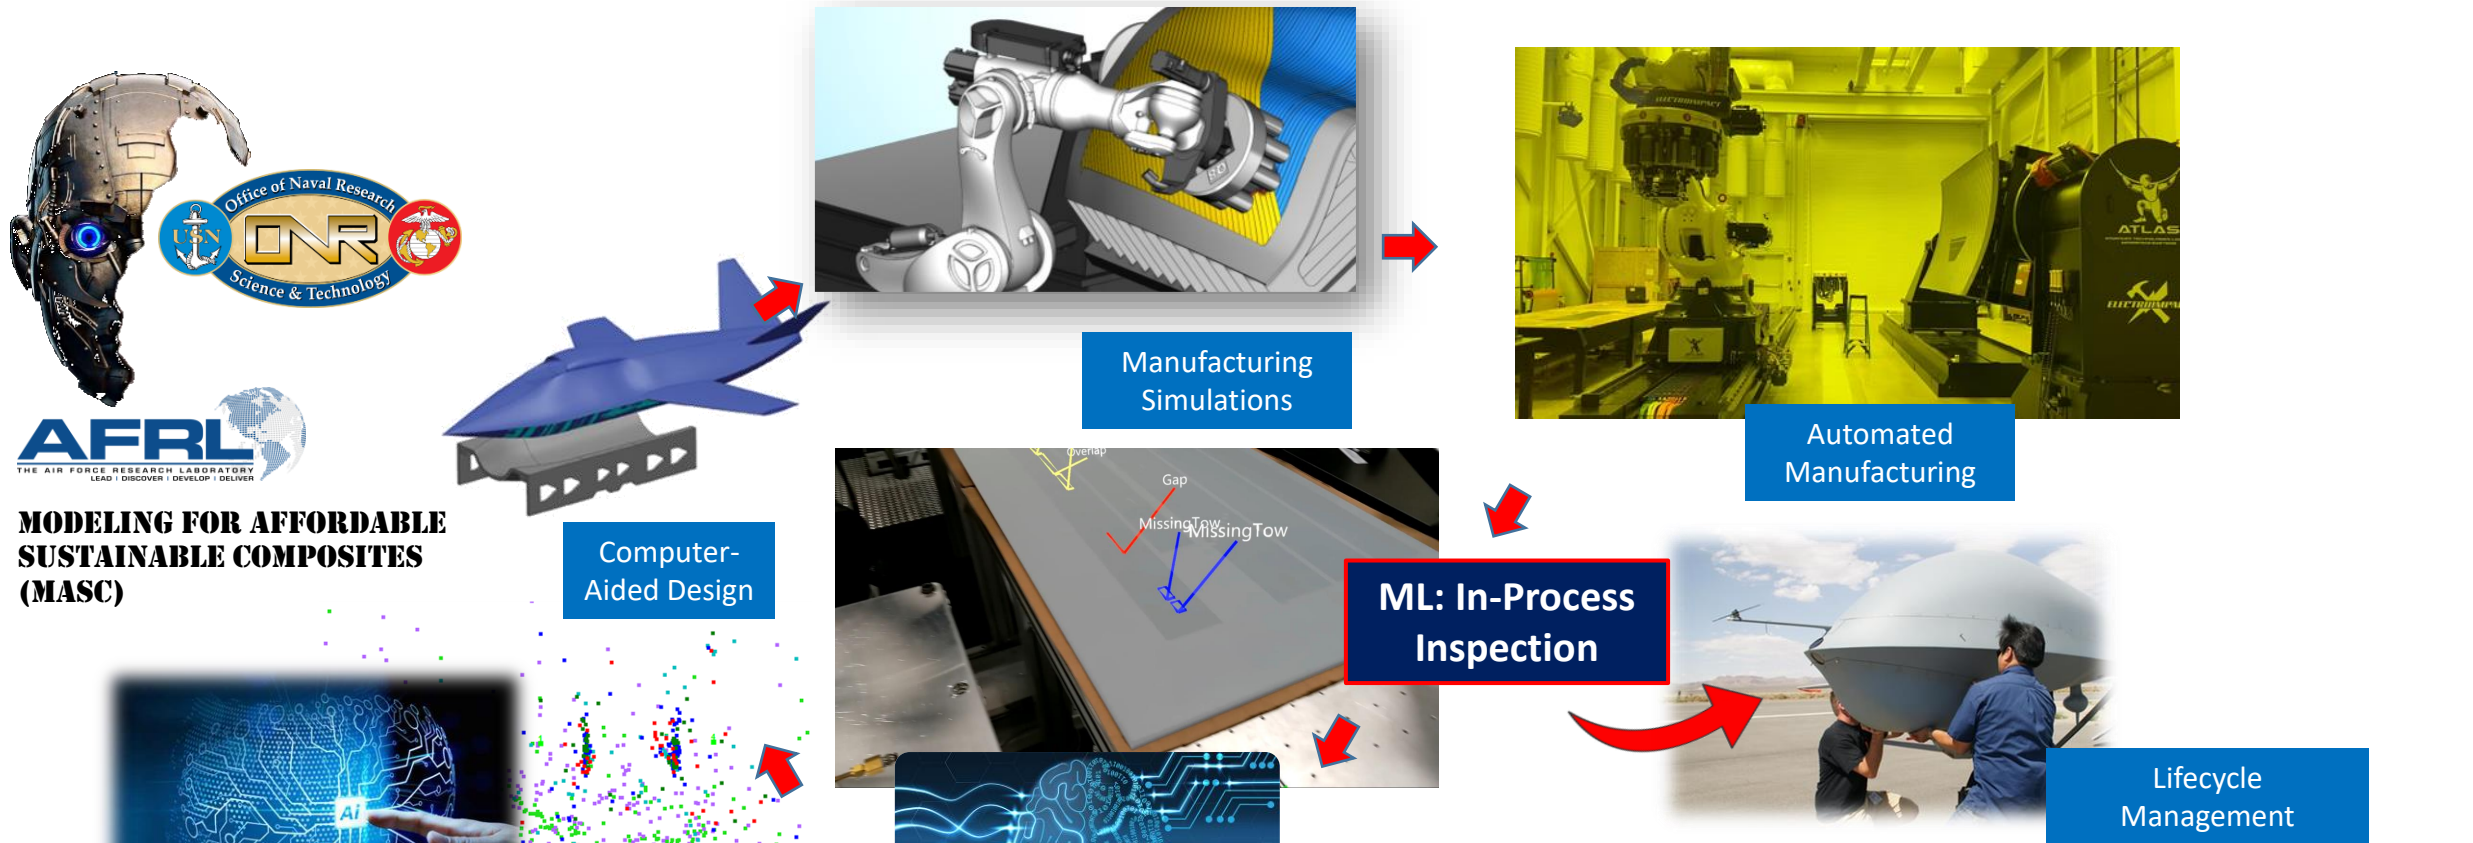 Office of Naval Research
USN
ONR
Science & Technology
AFRL
THE AIR FORCE RESEARCH LABORATORY
LEAD | DISCOVER | DEVELOP | DELIVER
MODELING FOR AFFORDABLE
SUSTAINABLE COMPOSITES
(MASC)
Computer-
Aided Design
Manufacturing
Simulations
ELECTROIMPACT
ATLAS
ELECTROIMPA
Automated
Manufacturing
Overlap
Gap
MissingTow
MissingTow
ML: In-Process
Inspection
Lifecycle
Management
Ai